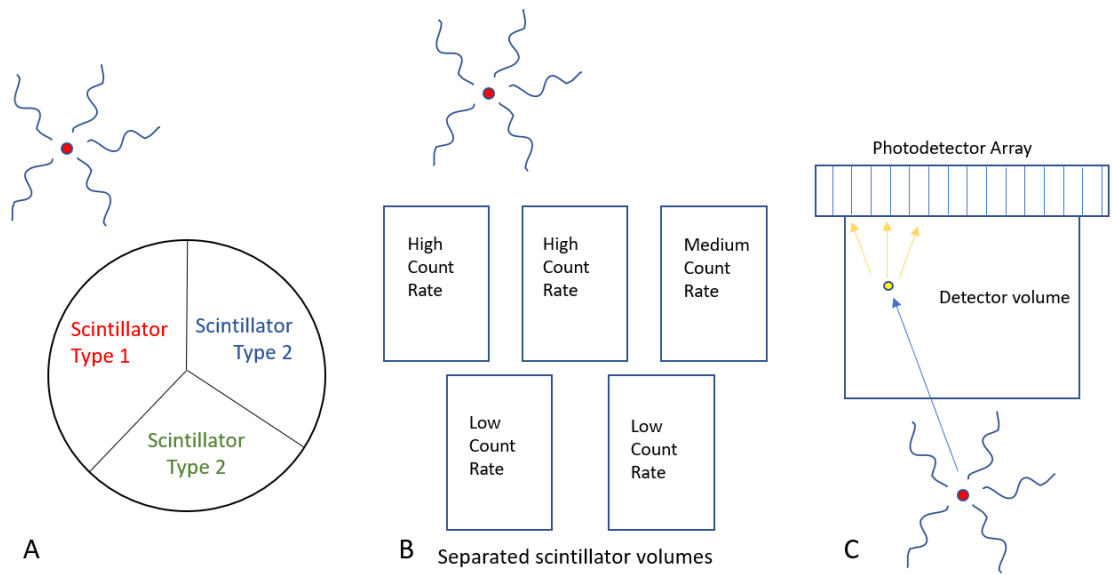 Scintillator
Type 1
Scintillator
Type 2
Scintillator
Type 2
A
High
Count
Rate
High
Count
Rate
Medium
Count
Rate
Low
Count
Rate
Low
Count
Rate
B
Separated scintillator volumes
Photodetector Array
Detector volume
C